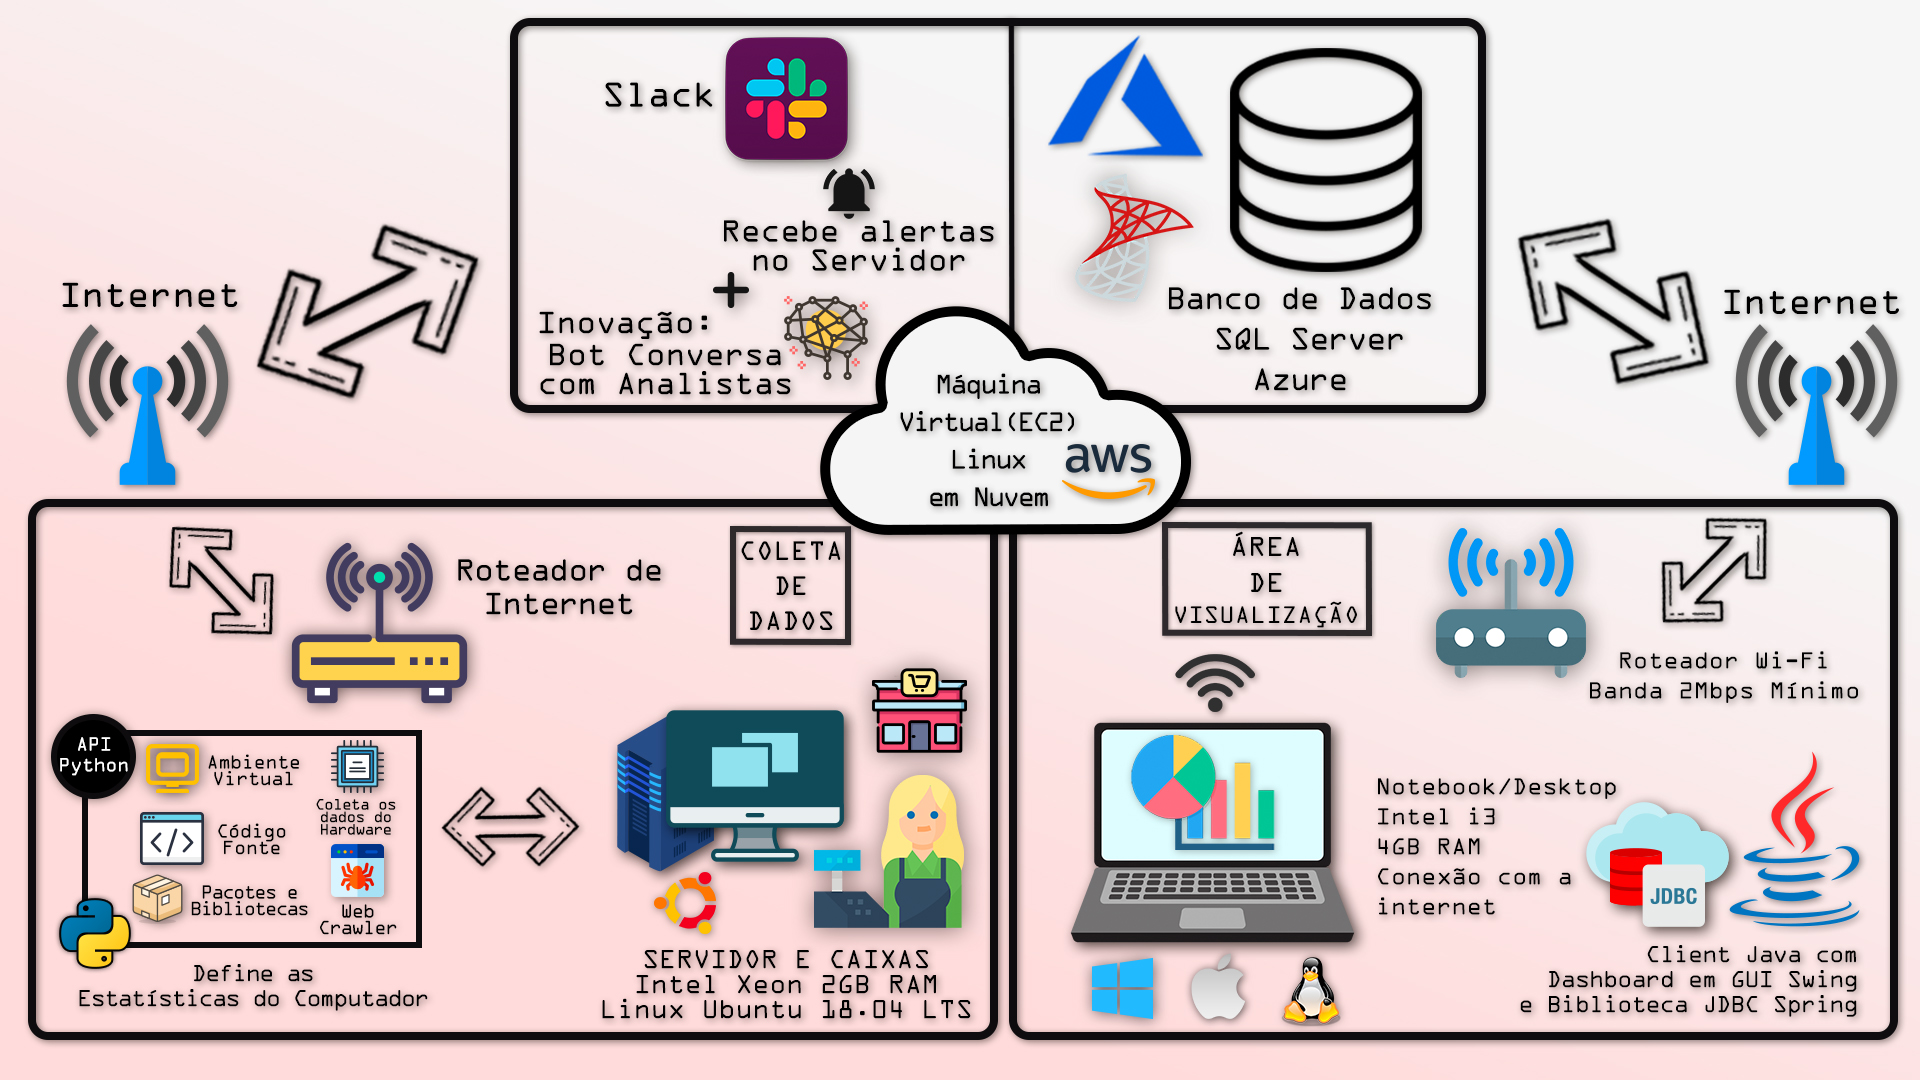 Slack
Recebe alertas
no Servidor
+
Inovação:
Bot Conversa
com Analistas
Banco de Dados
SQL Server
Azure
Internet
Internet
Máquina
Virtual(EC2)
Linux
em Nuvem
aws
Roteador de
Internet
COLETA
DE
DADOS
API
Python
Ambiente
Virtual
Código
Fonte
Pacotes e
Bibliotecas
Coleta os
dados do
Hardware
Web
Crawler
Define as
Estatísticas do Computador
SERVIDOR E CAIXAS
Intel Xeon 2GB RAM
Linux Ubuntu 18.04 LTS
ÁREA
DE
VISUALIZAÇÃO
Roteador Wi-Fi
Banda 2Mbps Mínimo
Notebook/Desktop
Intel i3
4GB RAM
Conexão com a
internet
JDBC
Client Java com
Dashboard em GUI Swing
e Biblioteca JDBC Spring